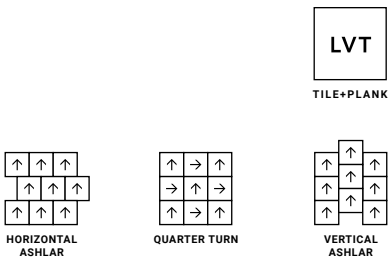 LVT
TILE+PLANK
HORIZONTAL
ASHLAR
QUARTER TURN
VERTICAL
ASHLAR